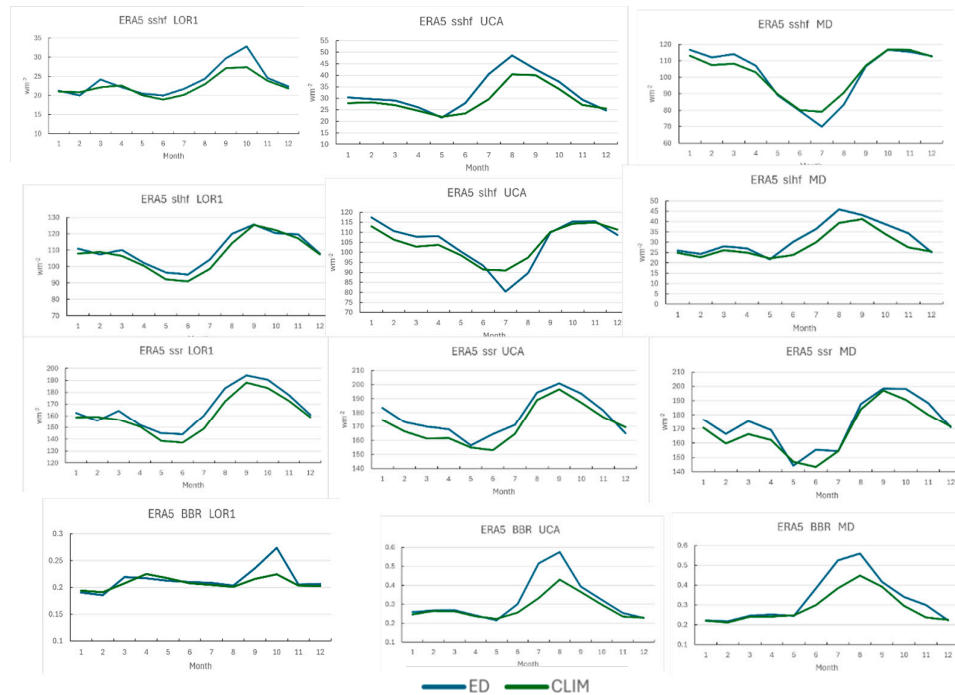 ERA5 sshf LOR1
wm-2
35
30
25
20
15
10
1 2 3 4 5 6 7 8 9 10 11 12
Month
ERA5 sshf UCA
wm-2
55
50
45
40
35
30
25
20
15
10
1 2 3 4 5 6 7 8 9 10 11 12
Month
ERA5 sshf MD
wm-2
120
110
100
90
80
70
60
1 2 3 4 5 6 7 8 9 10 11 12
Month
ERA5 slhf LOR1
wm-2
130
120
110
100
90
80
70
1 2 3 4 5 6 7 8 9 10 11 12
Month
ERA5 slhf UCA
wm-2
120
115
110
105
100
95
90
85
80
75
70
1 2 3 4 5 6 7 8 9 10 11 12
Month
ERA5 slhf MD
wm-2
50
45
40
35
30
25
20
15
10
5
0
1 2 3 4 5 6 7 8 9 10 11 12
Month
ERA5 ssr LOR1
wm-2
200
190
180
170
160
150
140
130
120
1 2 3 4 5 6 7 8 9 10 11 12
Month
ERA5 ssr UCA
wm-2
210
200
190
180
170
160
150
140
1 2 3 4 5 6 7 8 9 10 11 12
Month
ERA5 ssr MD
wm-2
210
200
190
180
170
160
150
140
1 2 3 4 5 6 7 8 9 10 11 12
Month
ERA5 BBR LOR1
0.3
0.25
0.2
0.15
0.1
1 2 3 4 5 6 7 8 9 10 11 12
Month
ERA5 BBR UCA
0.6
0.5
0.4
0.3
0.2
0.1
1 2 3 4 5 6 7 8 9 10 11 12
Month
ERA5 BBR MD
0.6
0.5
0.4
0.3
0.2
0.1
1 2 3 4 5 6 7 8 9 10 11 12
Month
ED CLIM